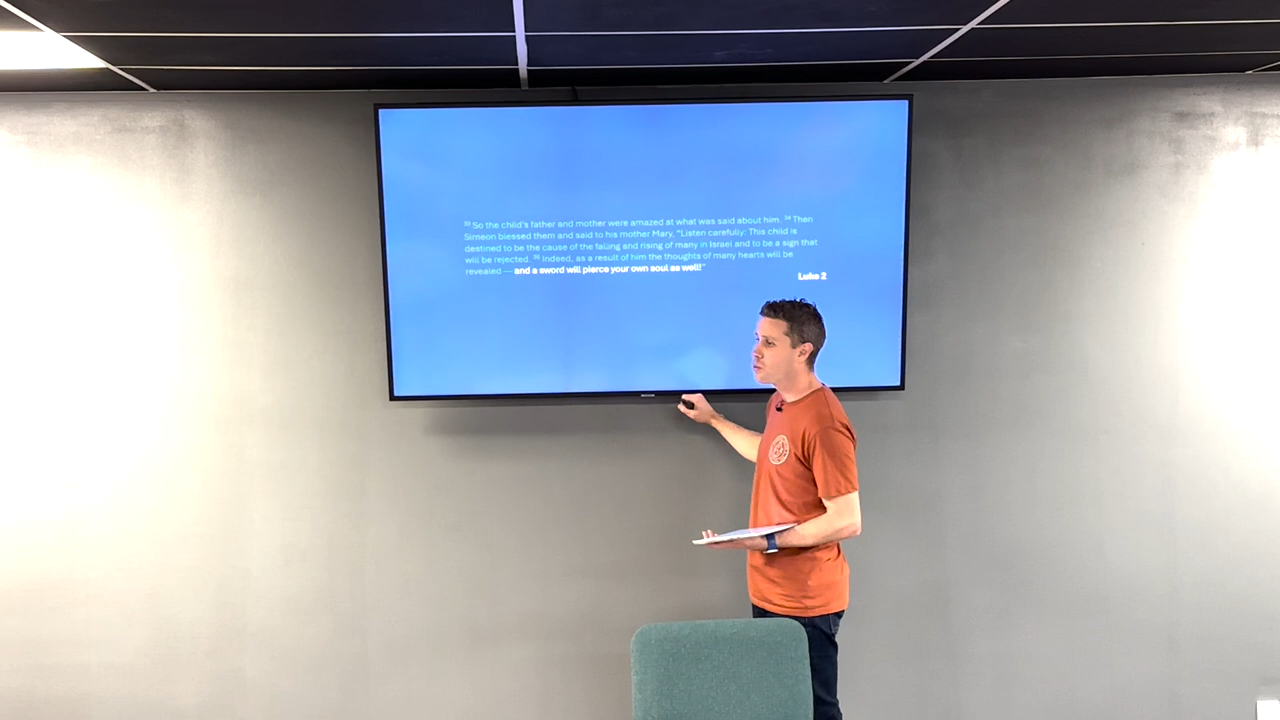 ³³ So the child's father and mother were amazed at what was said about him. ³⁴ Then
Simeon blessed them and said to his mother Mary, "Listen carefully: This child is
destined to be the cause of the falling and rising of many in Israel and to be a sign that
will be rejected. ³⁵ Indeed, as a result of him the thoughts of many hearts will be
revealed — and a sword will pierce your own soul as well!"
Luke 2